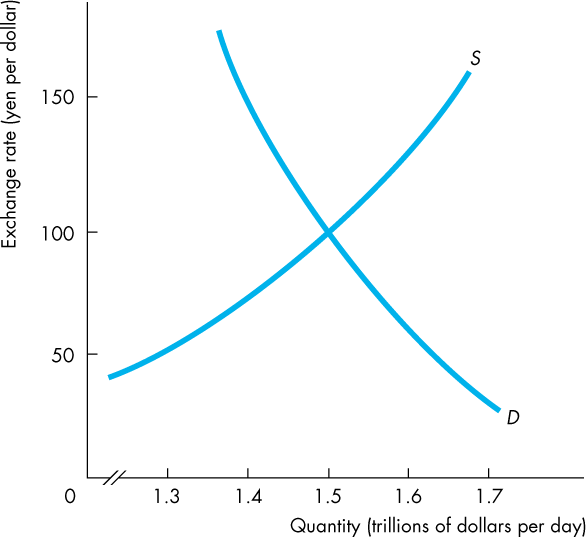 Exchange rate (yen per dollar)
S
150
100
50
D
0
1.3 1.4 1.5 1.6 1.7
Quantity (trillions of dollars per day)